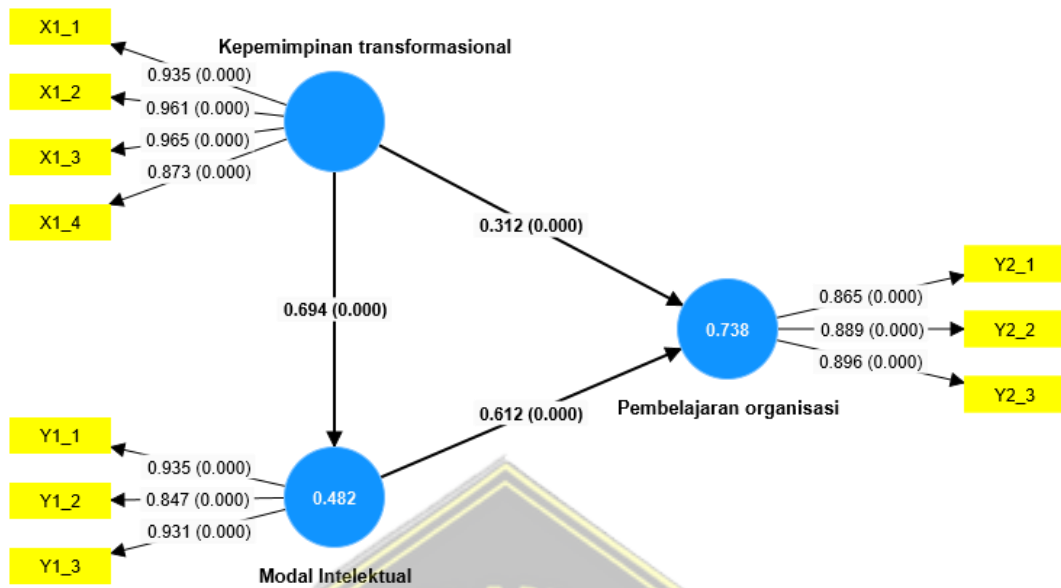 X1_1
Kepemimpinan transformasional
0.935 (0.000)
X1_2
0.961 (0.000)
X1_3
0.965 (0.000)
0.873 (0.000)
X1_4
0.312 (0.000)
Y2_1
0.865 (0.000)
0.694 (0.000)
0.738
0.889 (0.000)
Y2_2
0.896 (0.000)
Y2_3
Pembelajaran organisasi
0.612 (0.000)
Y1_1
0.935 (0.000)
Y1_2
0.847 (0.000)
0.482
0.931 (0.000)
Y1_3
Modal Intelektual